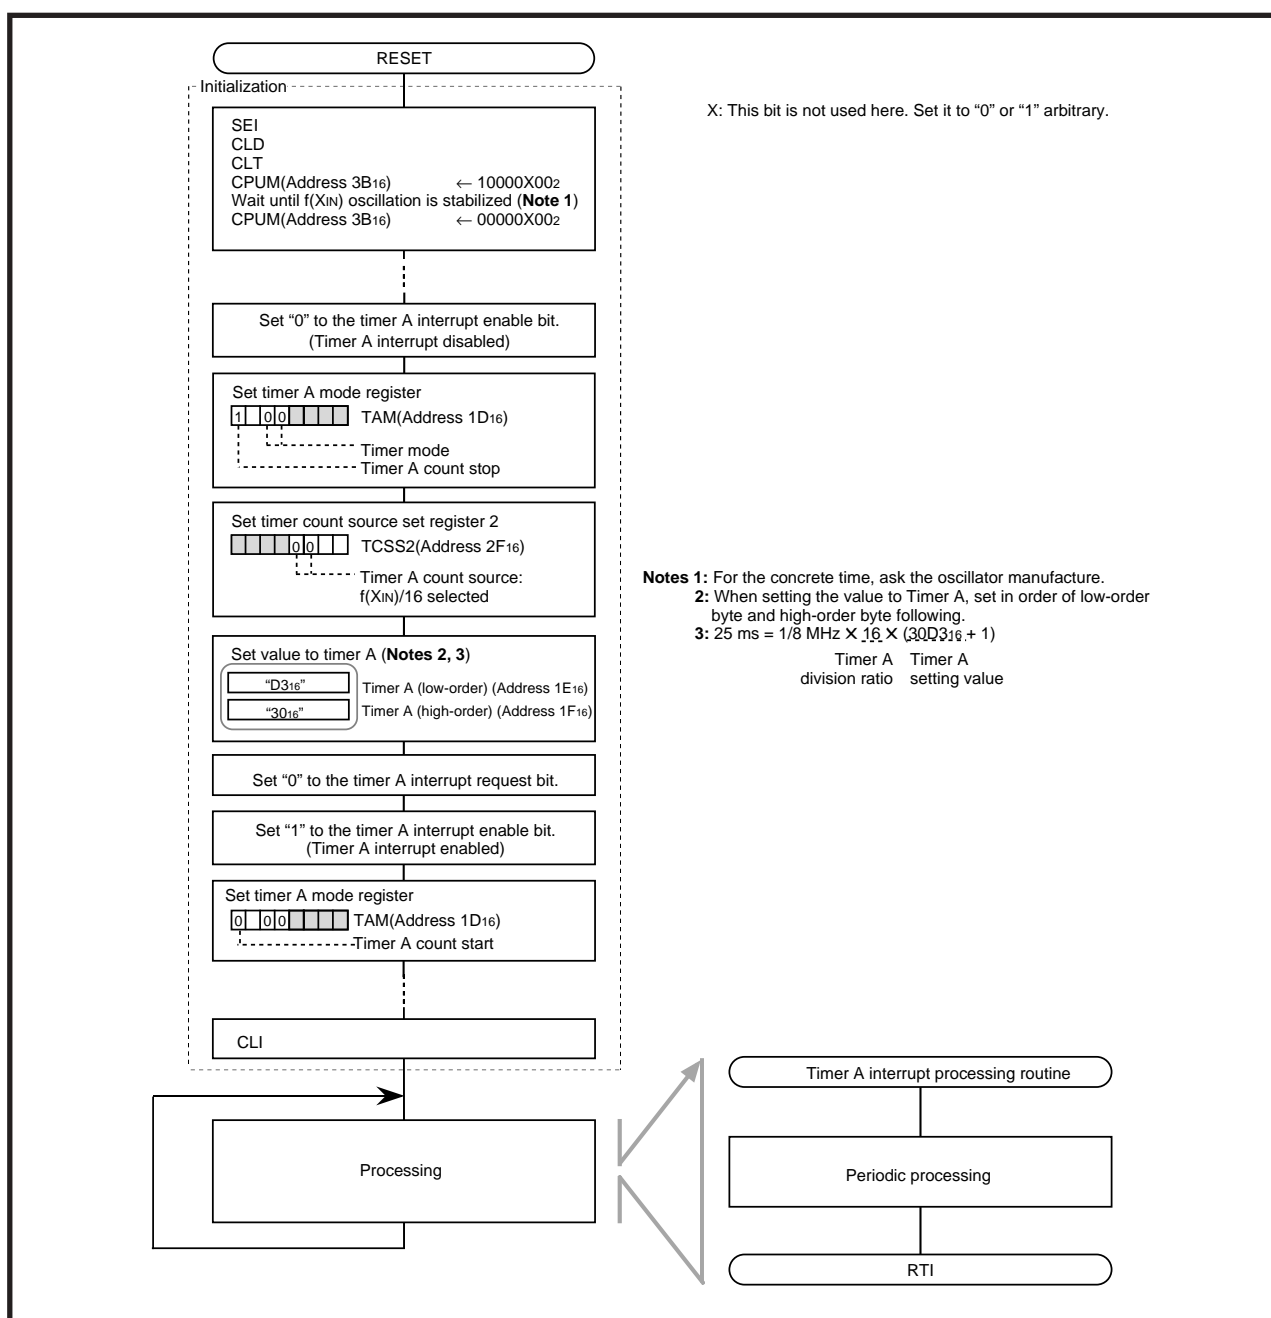 RESET
Initialization
X: This bit is not used here. Set it to “0” or “1” arbitrary.
SEI
CLD
CLT
CPUM(Address 3B16) ← 10000X002
Wait until f(XIN) oscillation is stabilized (Note 1)
CPUM(Address 3B16) ← 00000X002
Set “0” to the timer A interrupt enable bit.
(Timer A interrupt disabled)
Set timer A mode register
1 0 0 TAM(Address 1D16)
Timer mode
Timer A count stop
Set timer count source set register 2
0 0 TCSS2(Address 2F16)
Timer A count source:
f(XIN)/16 selected
Notes 1: For the concrete time, ask the oscillator manufacture.
2: When setting the value to Timer A, set in order of low-order
byte and high-order byte following.
3: 25 ms = 1/8 MHz × 16 × (30D316 + 1)
Timer A Timer A
division ratio setting value
Set value to timer A (Notes 2, 3)
“D316” Timer A (low-order) (Address 1E16)
“3016” Timer A (high-order) (Address 1F16)
Set “0” to the timer A interrupt request bit.
Set “1” to the timer A interrupt enable bit.
(Timer A interrupt enabled)
Set timer A mode register
0 0 0 TAM(Address 1D16)
Timer A count start
CLI
Processing
Timer A interrupt processing routine
Periodic processing
RTI